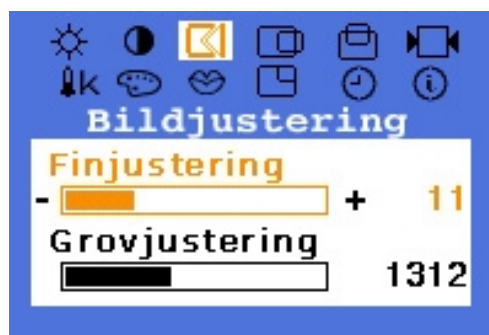 k
Bildjustering
Finjustering
- + 11
Grovjustering
1312